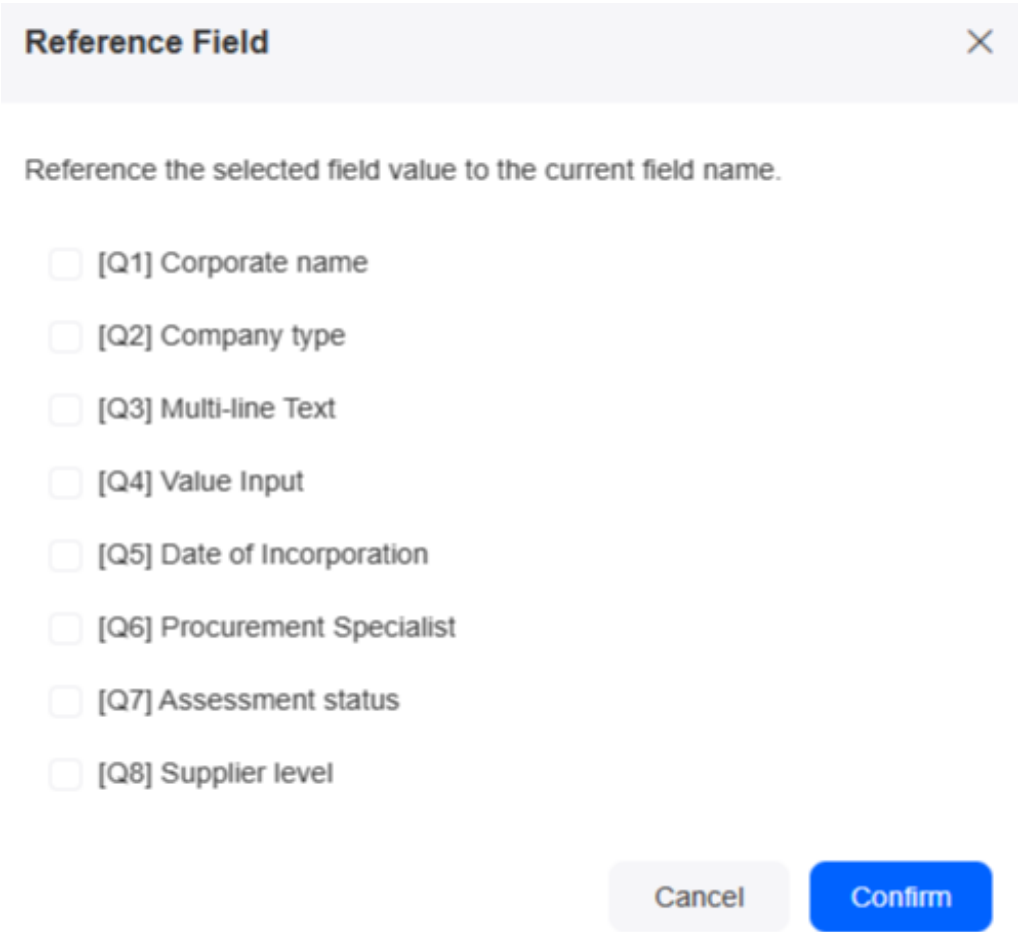 Reference Field
Reference the selected field value to the current field name.
[Q1] Corporate name
[Q2] Company type
[Q3] Multi-line Text
[Q4] Value Input
[Q5] Date of Incorporation
[Q6] Procurement Specialist
[Q7] Assessment status
[Q8] Supplier level
Cancel
Confirm